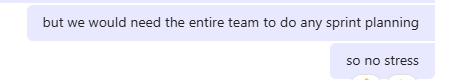 but we would need the entire team to do any sprint planning
so no stress